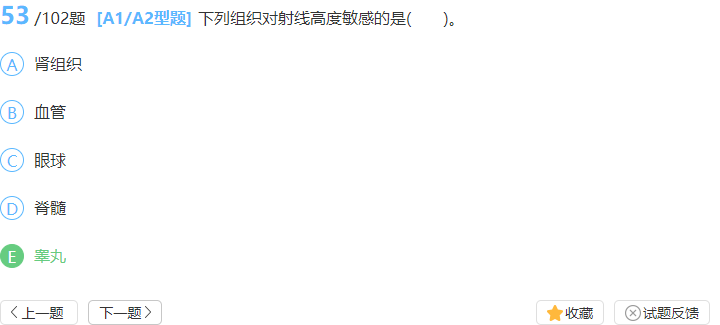 53 /102题 [A1/A2型题] 下列组织对射线高度敏感的是(　　)。
A 肾组织
B 血管
C 眼球
D 脊髓
E 睾丸
上一题 下一题 收藏 试题反馈